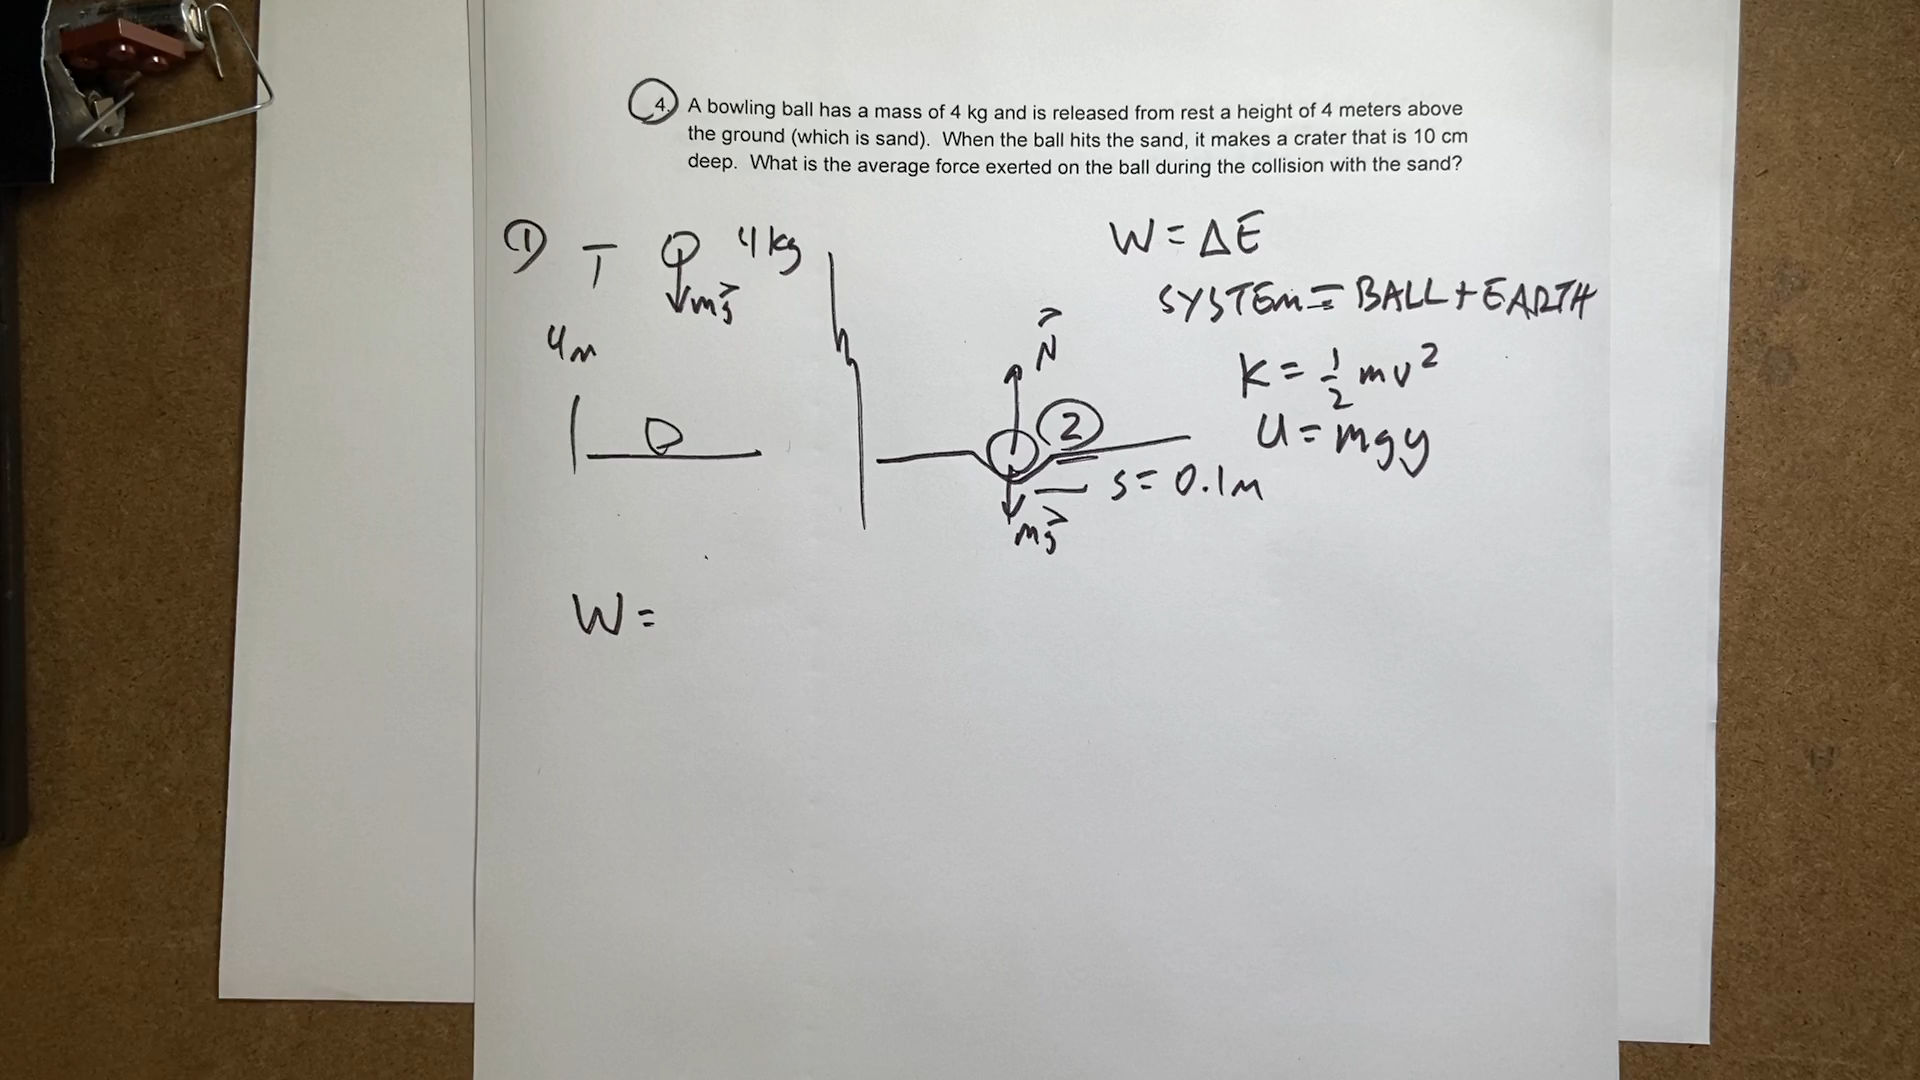 4. A bowling ball has a mass of 4 kg and is released from rest a height of 4 meters above
the ground (which is sand). When the ball hits the sand, it makes a crater that is 10 cm
deep. What is the average force exerted on the ball during the collision with the sand?
① 4kg
mg⃗
4m
N⃗
②
s = 0.1m
mg⃗
W = ΔE
SYSTEM = BALL + EARTH
K = 1/2 mv²
U = mgy
W =